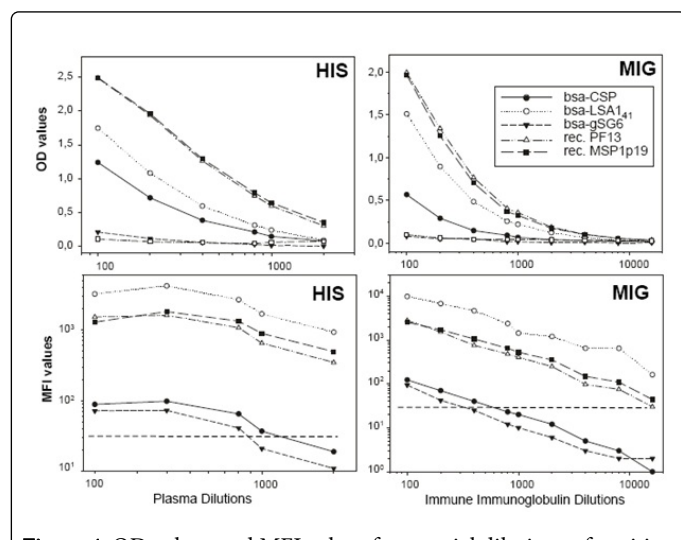 HIS
MIG
OD values
2,5
2,0
1,5
1,0
0,5
0,0
100
1000
2,0
1,5
1,0
0,5
0,0
100
1000
10000
bsa-CSP
bsa-LSA1₄₁
bsa-gSG6
rec. PF13
rec. MSP1p19
HIS
MIG
MFI values
10³
10²
10¹
100
1000
Plasma Dilutions
10⁴
10³
10²
10¹
10⁰
100
1000
10000
Immune Immunoglobulin Dilutions